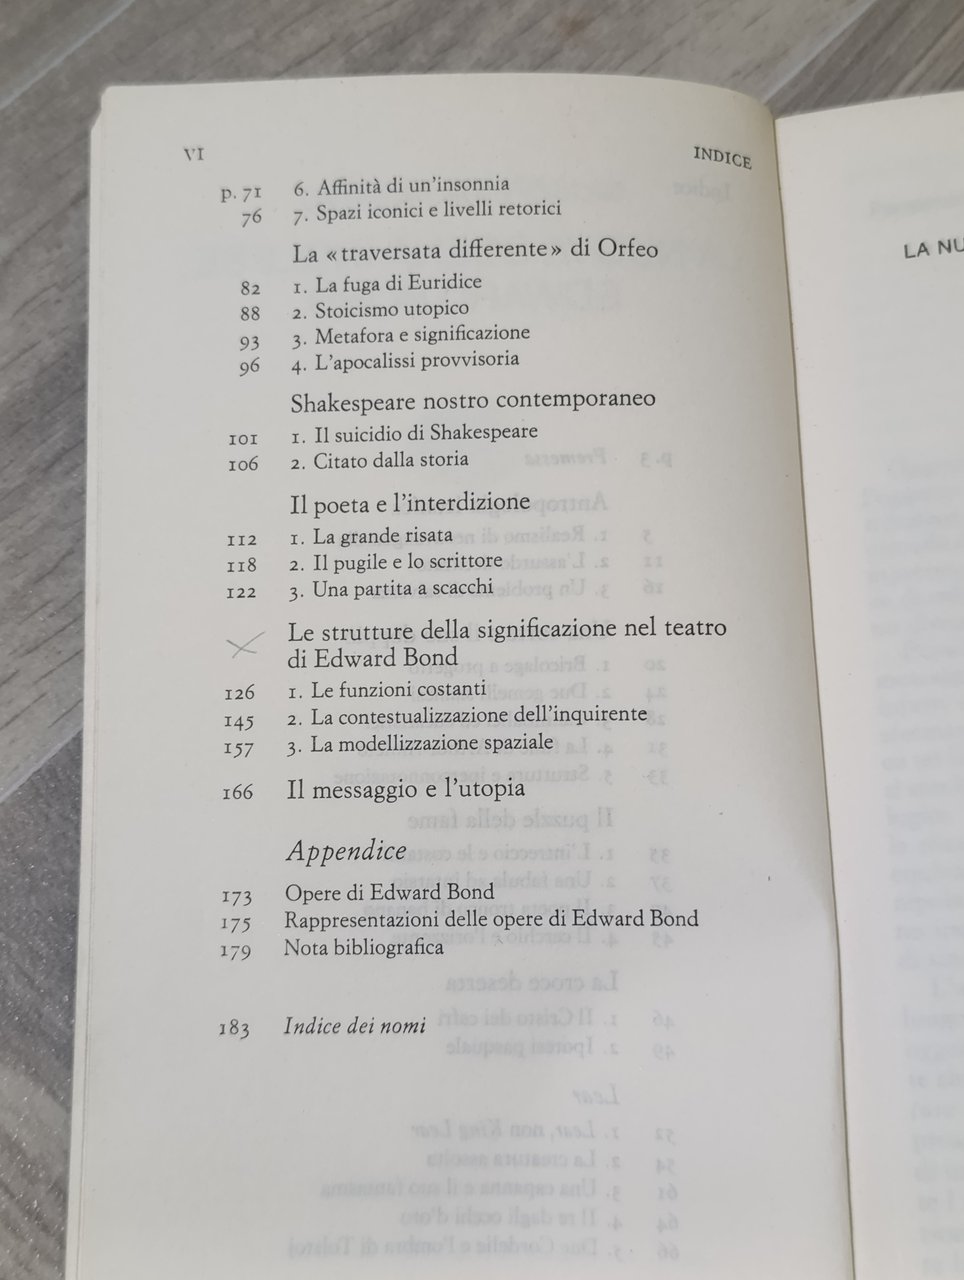 VI INDICE
p. 71 6. Affinità di un'insonnia
76 7. Spazi iconici e livelli retorici
La «traversata differente» di Orfeo
82 1. La fuga di Euridice
88 2. Stoicismo utopico
93 3. Metafora e significazione
96 4. L'apocalissi provvisoria
Shakespeare nostro contemporaneo
101 1. Il suicidio di Shakespeare
106 2. Citato dalla storia
Il poeta e l'interdizione
112 1. La grande risata
118 2. Il pugile e lo scrittore
122 3. Una partita a scacchi
Le strutture della significazione nel teatro
di Edward Bond
126 1. Le funzioni costanti
145 2. La contestualizzazione dell'inquirente
157 3. La modellizzazione spaziale
166 Il messaggio e l'utopia
Appendice
173 Opere di Edward Bond
175 Rappresentazioni delle opere di Edward Bond
179 Nota bibliografica
183 Indice dei nomi
LA NU